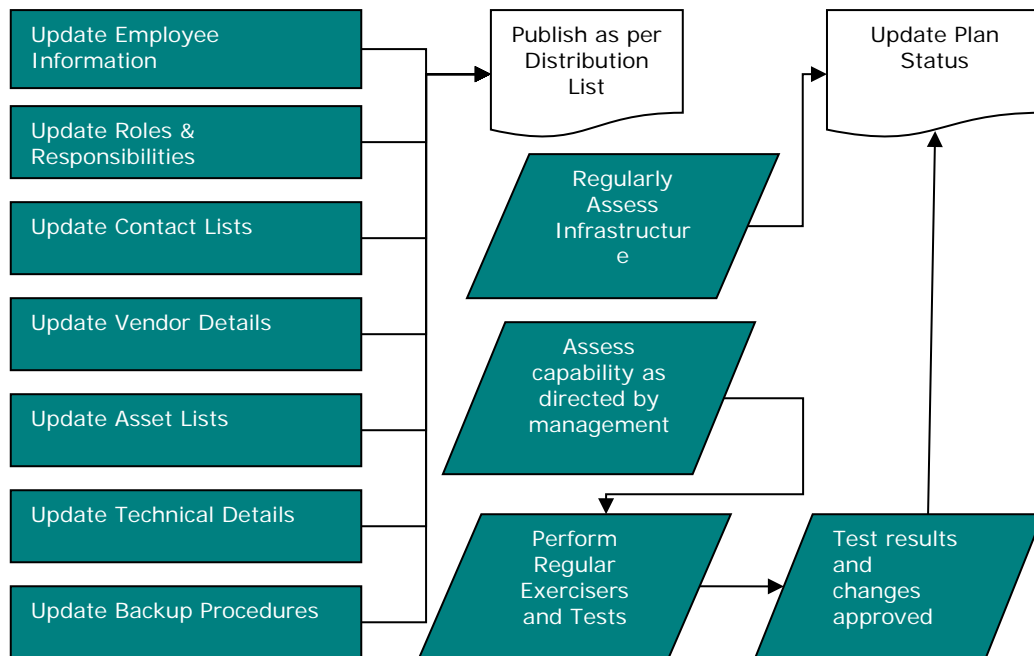 Update Employee
Information
Update Roles &
Responsibilities
Update Contact Lists
Update Vendor Details
Update Asset Lists
Update Technical Details
Update Backup Procedures
Publish as per
Distribution
List
Regularly
Assess
Infrastructur
e
Assess
capability as
directed by
management
Perform
Regular
Exercisers
and Tests
Update Plan
Status
Test results
and
changes
approved